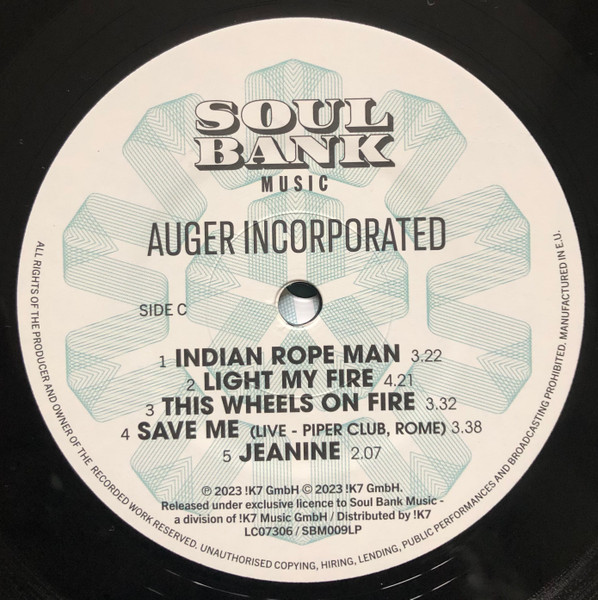 SOUL
BANK
MUSIC
AUGER INCORPORATED
SIDE C
1 INDIAN ROPE MAN 3.22
2 LIGHT MY FIRE 4.21
3 THIS WHEELS ON FIRE 3.32
4 SAVE ME (LIVE - PIPER CLUB, ROME) 3.38
5 JEANINE 2.07
℗ 2023 !K7 GmbH © 2023 !K7 GmbH.
Released under exclusive licence to Soul Bank Music -
a division of !K7 Music GmbH / Distributed by !K7
LC07306 / SBM009LP
ALL RIGHTS OF THE PRODUCER AND OWNER OF THE RECORDED WORK RESERVED. UNAUTHORISED COPYING, HIRING, LENDING, PUBLIC PERFORMANCES AND BROADCASTING PROHIBITED. MANUFACTURED IN E.U.